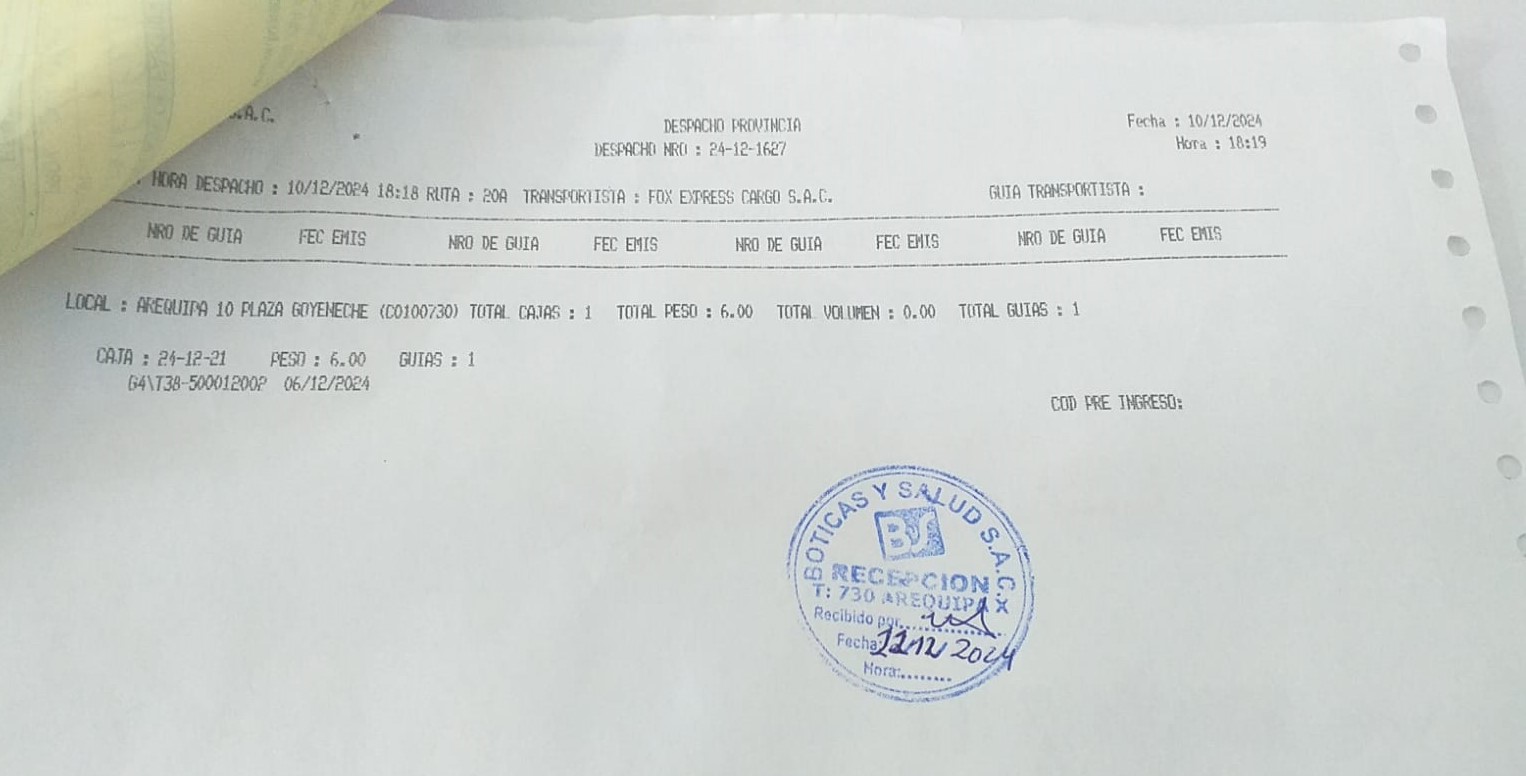 S.A.C.
DESPACHO PROVINCIA
Fecha : 10/12/2024
DESPACHO NRO : 24-12-1627
Hora : 18:19
HORA DESPACHO : 10/12/2024 18:18 RUTA : 20A TRANSPORTISTA : FOX EXPRESS CARGO S.A.C. GUIA TRANSPORTISTA :
NRO DE GUIA FEC EMIS NRO DE GUIA FEC EMIS NRO DE GUIA FEC EMIS NRO DE GUIA FEC EMIS
LOCAL : AREQUIPA 10 PLAZA GOYENECHE (C0100730) TOTAL CAJAS : 1 TOTAL PESO : 6.00 TOTAL VOLUMEN : 0.00 TOTAL GUIAS : 1
CAJA : 24-12-21 PESO : 6.00 GUIAS : 1
06/12/2024
COD PRE INGRESO:
BOTICAS Y SALUD S.A.C.
BS
RECEPCION
T: 730 AREQUIPA
Recibido por
Fecha: 12 12 2024
Hora: